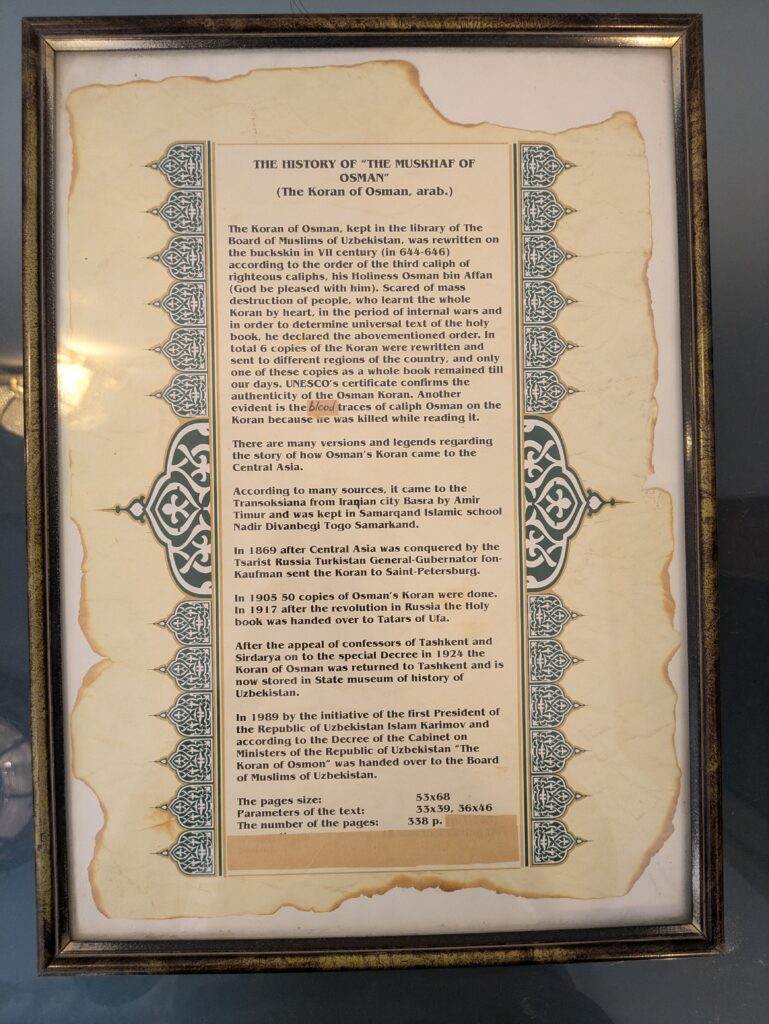 THE HISTORY OF "THE MUSKHAF OF
OSMAN"
(The Koran of Osman, arab.)
The Koran of Osman, kept in the library of The
Board of Muslims of Uzbekistan, was rewritten on
the buckskin in VII century (in 644-646)
according to the order of the third caliph of
righteous caliphs, his Holiness Osman bin Affan
(God be pleased with him). Scared of mass
destruction of people, who learnt the whole
Koran by heart, in the period of internal wars and
in order to determine universal text of the holy
book, he declared the abovementioned order. In
total 6 copies of the Koran were rewritten and
sent to different regions of the country, and only
one of these copies as a whole book remained till
our days. UNESCO's certificate confirms the
authenticity of the Osman Koran. Another
evident is the blood traces of caliph Osman on the
Koran because he was killed while reading it.
There are many versions and legends regarding
the story of how Osman's Koran came to the
Central Asia.
According to many sources, it came to the
Transoksiana from Iraqian city Basra by Amir
Timur and was kept in Samarqand Islamic school
Nadir Divanbegi Togo Samarkand.
In 1869 after Central Asia was conquered by the
Tsarist Russia Turkistan General-Gubernator fon-
Kaufman sent the Koran to Saint-Petersburg.
In 1905 50 copies of Osman's Koran were done.
In 1917 after the revolution in Russia the Holy
book was handed over to Tatars of Ufa.
After the appeal of confessors of Tashkent and
Sirdarya on to the special Decree in 1924 the
Koran of Osman was returned to Tashkent and is
now stored in State museum of history of
Uzbekistan.
In 1989 by the initiative of the first President of
the Republic of Uzbekistan Islam Karimov and
according to the Decree of the Cabinet on
Ministers of the Republic of Uzbekistan "The
Koran of Osmon" was handed over to the Board
of Muslims of Uzbekistan.
The pages size: 53x68
Parameters of the text: 33x39, 36x46
The number of the pages: 338 p.